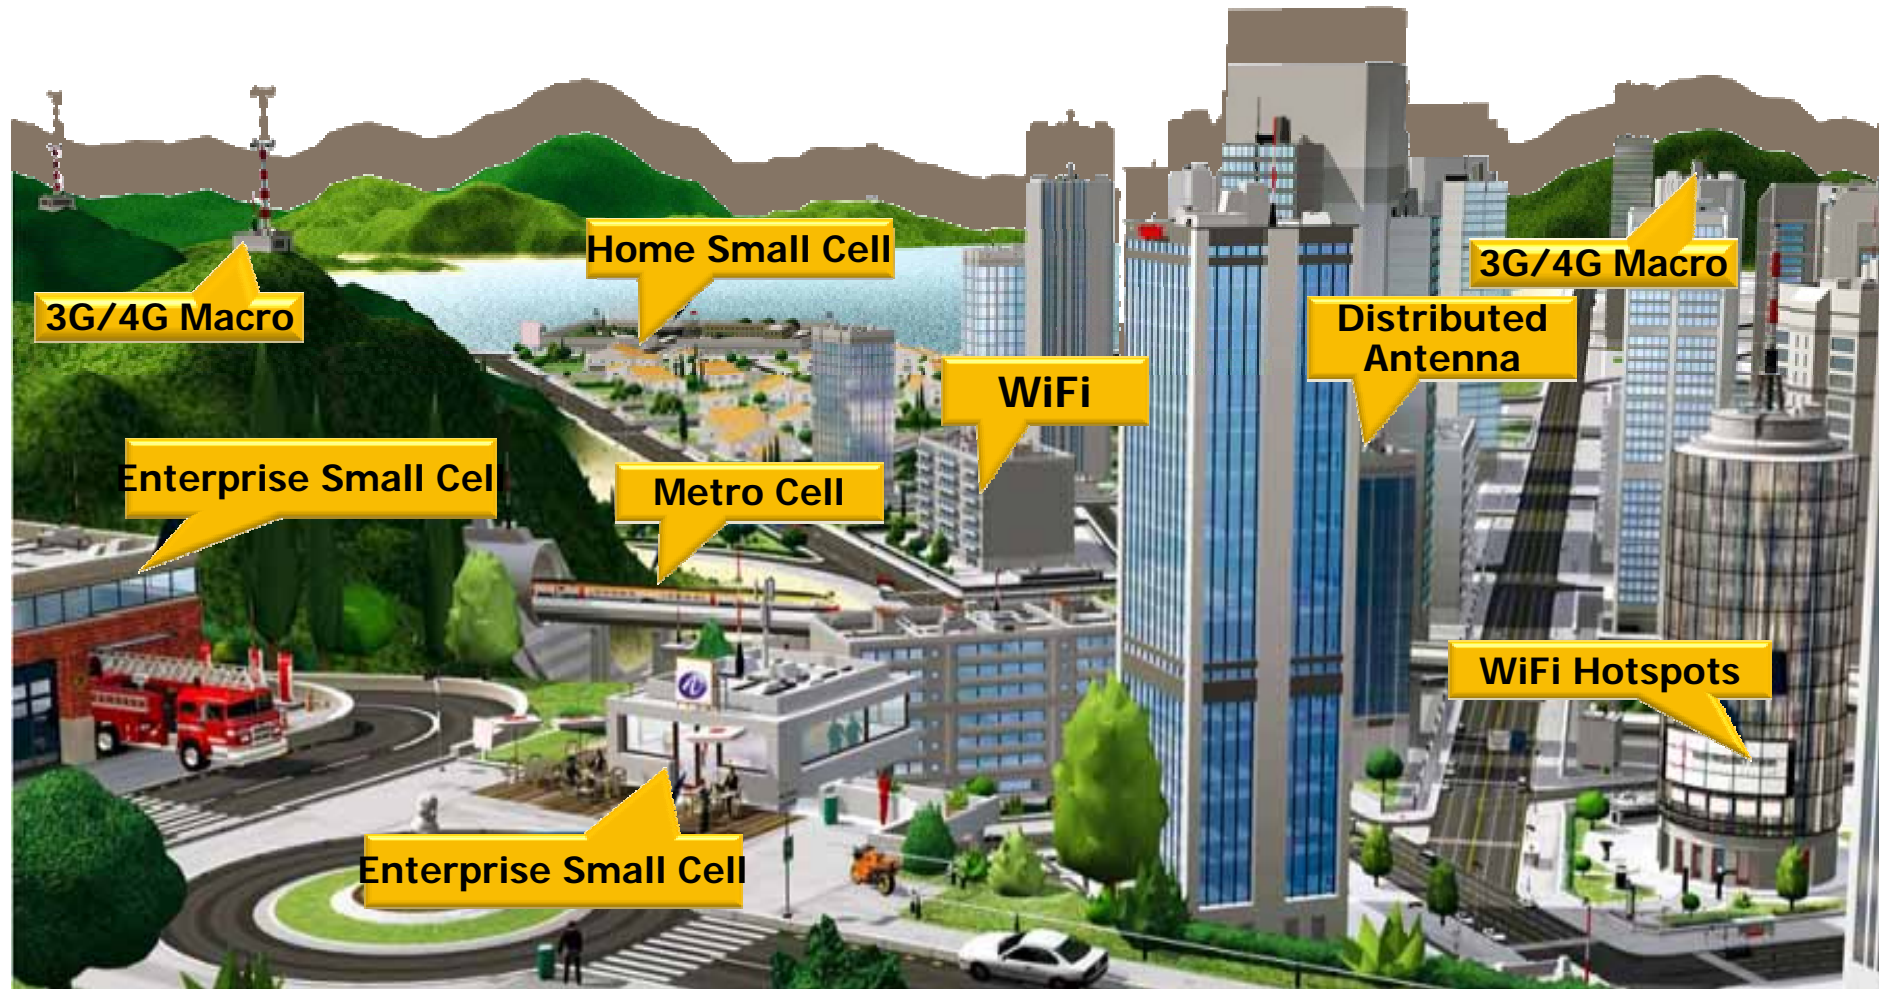 Home Small Cell
3G/4G Macro
3G/4G Macro
Distributed
Antenna
WiFi
Enterprise Small Cell
Metro Cell
WiFi Hotspots
Enterprise Small Cell